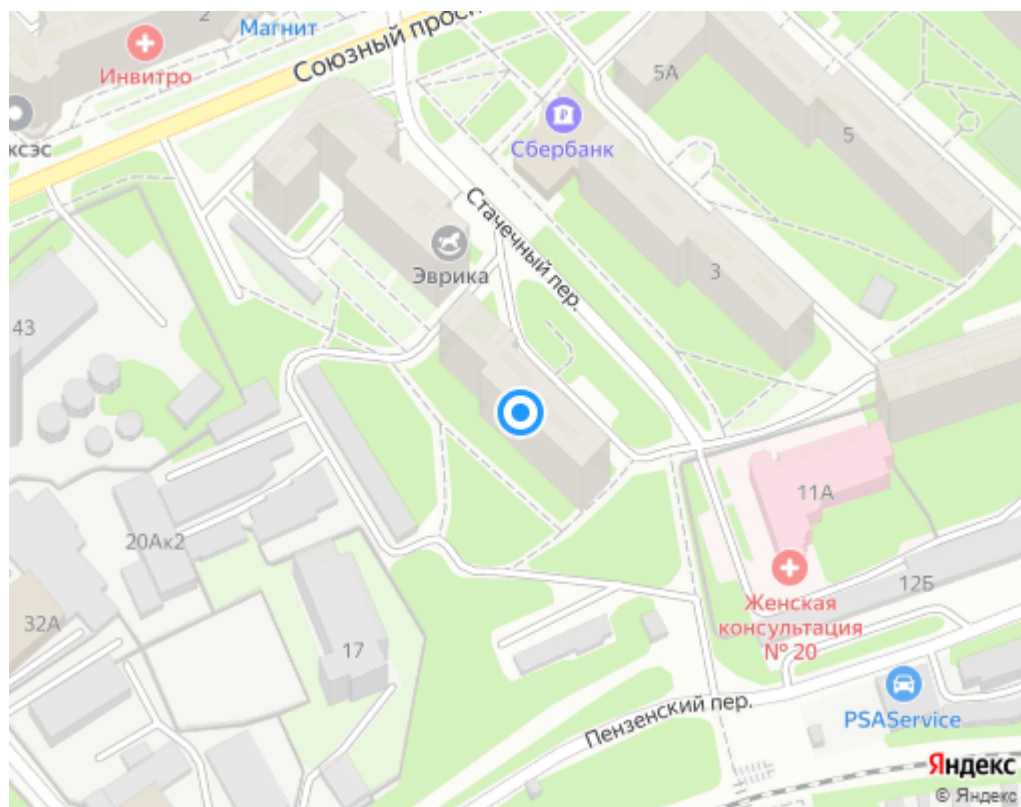 2
Магнит
Союзный просп
Инвитро
ксэс
5А
5
Сбербанк
Стачечный пер.
Эврика
3
43
11А
20Ак2
12Б
Женская
консультация
№ 20
32А
17
PSAService
Пензенский пер.
Яндекс
© Яндекс